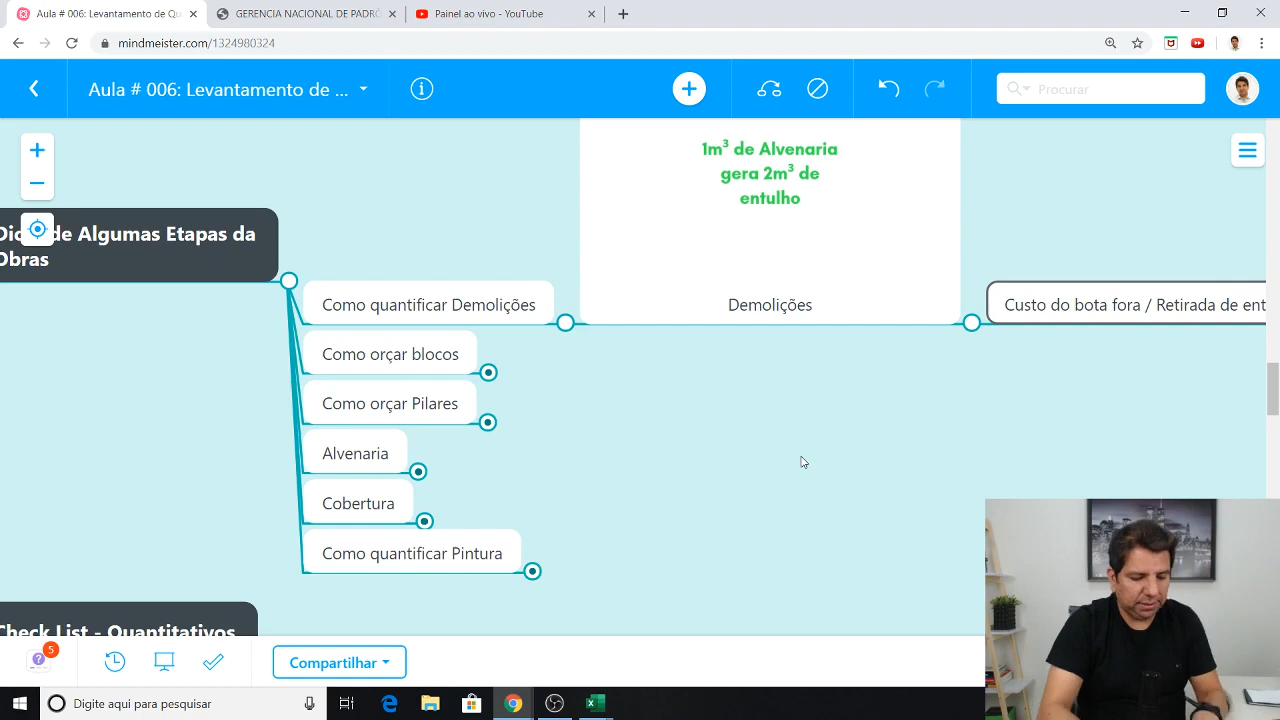 Aula # 006: Levantamento de Qu
GERENCIA NACIONAL DE PADRÕ
Painel ao vivo - YouTube
mindmeister.com/1324980324
Aula # 006: Levantamento de ...
Procurar
1m³ de Alvenaria
gera 2m³ de
entulho
de Algumas Etapas da
Obras
Como quantificar Demolições
Demolições
Custo do bota fora / Retirada de ent
Como orçar blocos
Como orçar Pilares
Alvenaria
Cobertura
Como quantificar Pintura
Check List - Quantitativos
5
Compartilhar
Digite aqui para pesquisar